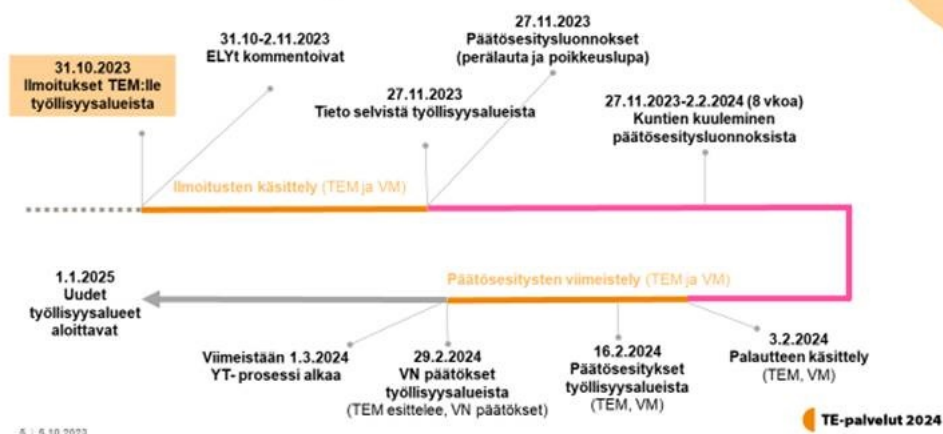 31.10.2023
Ilmoitukset TEM:lle
työllisyysalueista
31.10-2.11.2023
ELYt kommentoivat
27.11.2023
Tieto selvistä työllisyysalueista
27.11.2023
Päätösesitysluonnokset
(perälauta ja poikkeuslupa)
27.11.2023-2.2.2024 (8 vkoa)
Kuntien kuuleminen
päätösesitysluonnoksista
Ilmoitusten käsittely (TEM ja VM)
Päätösesitysten viimeistely (TEM ja VM)
1.1.2025
Uudet
työllisyysalueet
aloittavat
Viimeistään 1.3.2024
YT- prosessi alkaa
29.2.2024
VN päätökset
työllisyysalueista
(TEM esittelee, VN päätökset)
16.2.2024
Päätösesitykset
työllisyysalueista
(TEM, VM)
3.2.2024
Palautteen käsittely
(TEM, VM)
5 | 5.10.2023
TE-palvelut 2024